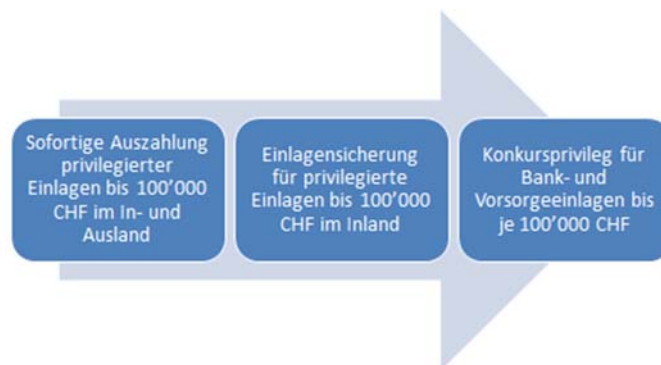 Sofortige Auszahlung
privilegierter
Einlagen bis 100’000
CHF im In- und
Ausland
Einlagensicherung
für privilegierte
Einlagen bis 100’000
CHF im Inland
Konkursprivileg für
Bank- und
Vorsorgeeinlagen bis
je 100’000 CHF